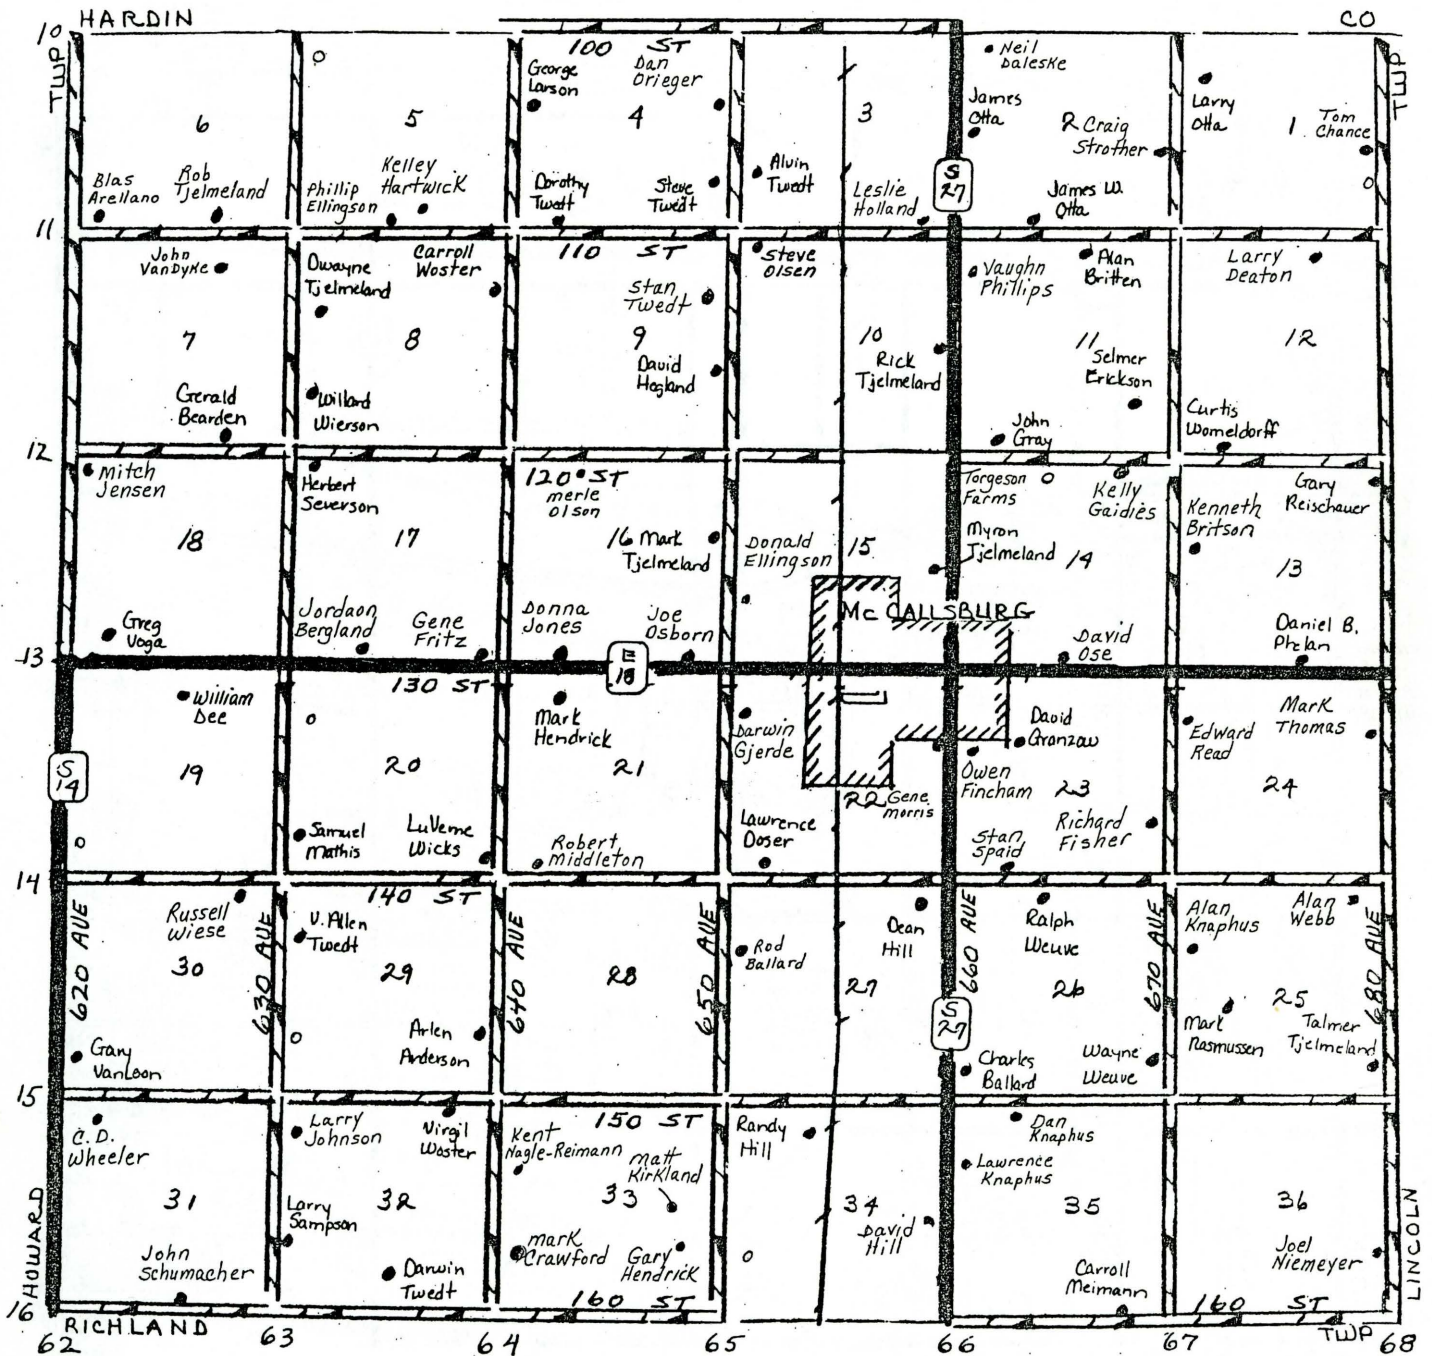 HARDIN
CO
10
TWP
TWP
100 ST
6
5
4
3
2
1
George
Larson
Dan
Drieger
Neil
Daleske
James
Otta
Larry
Otta
Craig
Strother
Tom
Chance
S
27
Blas
Arellano
Rob
Tjelmeland
Phillip
Ellingson
Kelley
Hartwick
Dorothy
Twedt
Steve
Twedt
Alvin
Twedt
Leslie
Holland
James W.
Otta
11
110 ST
John
VanDyke
Dwayne
Tjelmeland
Carroll
Woster
Stan
Twedt
Steve
Olsen
Vaughn
Phillips
Alan
Britten
Larry
Deaton
7
8
9
10
11
12
Gerald
Bearden
Willard
Wierson
David
Hegland
Rick
Tjelmeland
Selmer
Erickson
John
Gray
Curtis
Womeldorff
12
120 ST
Mitch
Jensen
Herbert
Severson
merle
olson
Torgeson
Farms
Kelly
Gaidies
Kenneth
Britson
Gary
Reischauer
18
17
16
Mark
Tjelmeland
Donald
Ellingson
15
Myron
Tjelmeland
14
13
McCALLSBURG
Greg
Voga
Jordaon
Bergland
Gene
Fritz
Donna
Jones
Joe
Osborn
David
Ose
Daniel B.
Phelan
13
E
18
130 ST
William
Dee
Mark
Hendrick
Darwin
Gjerde
David
Granzow
Edward
Read
Mark
Thomas
S
14
19
20
21
22
Gene
Morris
Owen
Fincham
23
24
Samuel
Mathis
LuVerne
Wicks
Robert
Middleton
Lawrence
Doser
Stan
Spaid
Richard
Fisher
14
140 ST
620 AVE
630 AVE
640 AVE
650 AVE
660 AVE
670 AVE
680 AVE
Russell
Wiese
V. Allen
Twedt
Rod
Ballard
Dean
Hill
Ralph
Weuve
Alan
Knaphus
Alan
Webb
30
29
28
27
26
25
S
27
Gary
VanLoon
Arlen
Anderson
Charles
Ballard
Wayne
Weuve
Mark
Rasmussen
Talmer
Tjelmeland
15
150 ST
C.D.
Wheeler
Larry
Johnson
Virgil
Woster
Kent
Nagle-Reimann
Matt
Kirkland
Randy
Hill
Dan
Knaphus
Lawrence
Knaphus
31
32
33
34
35
36
Larry
Sampson
John
Schumacher
Darwin
Twedt
mark
Crawford
Gary
Hendrick
David
Hill
Carroll
Meimann
Joel
Niemeyer
HOWARD
LINCOLN
16
160 ST
160 ST
RICHLAND
TWP
62
63
64
65
66
67
68